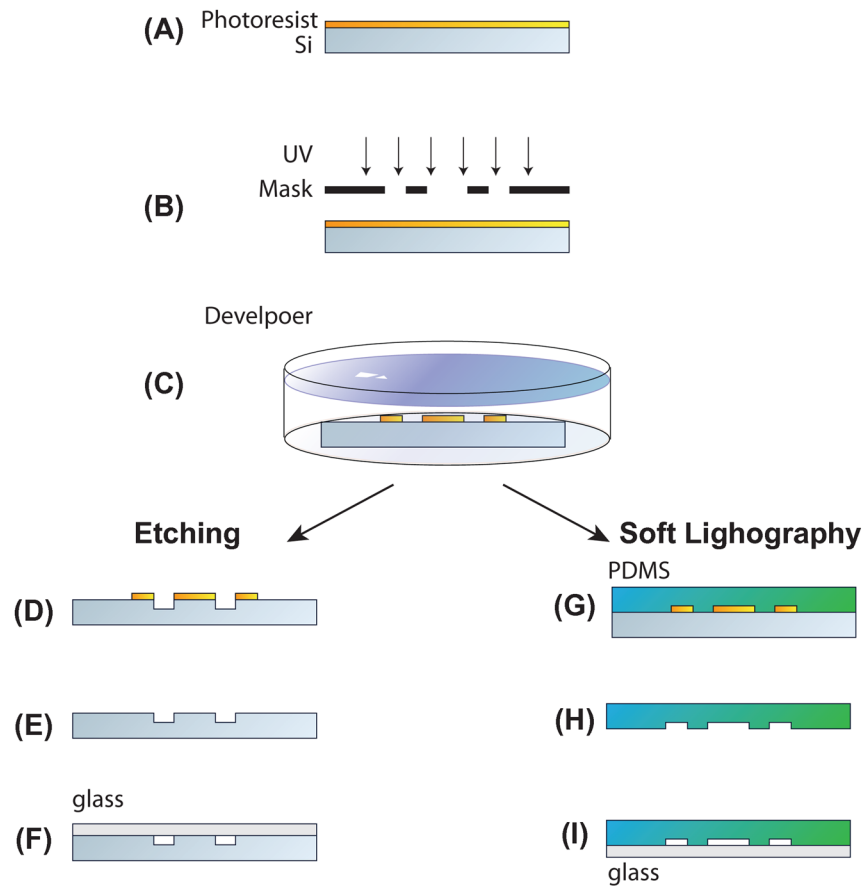 (A)
Photoresist
Si
UV
Mask
(B)
Develpoer
(C)
Etching
Soft Lighography
PDMS
(D)
(G)
(E)
(H)
glass
(F)
(I)
glass